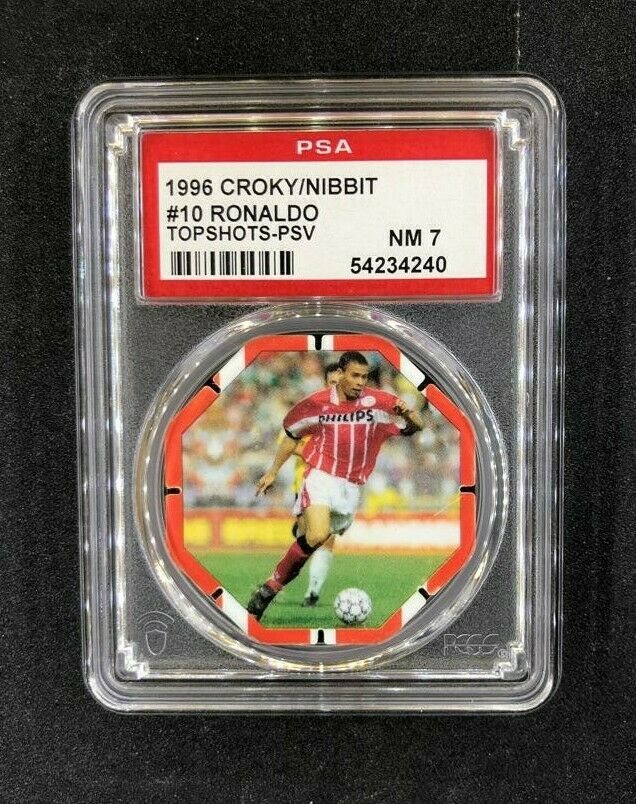 PSA
1996 CROKY/NIBBIT
#10 RONALDO
TOPSHOTS-PSV
NM 7
54234240
PHILIPS
PCGS